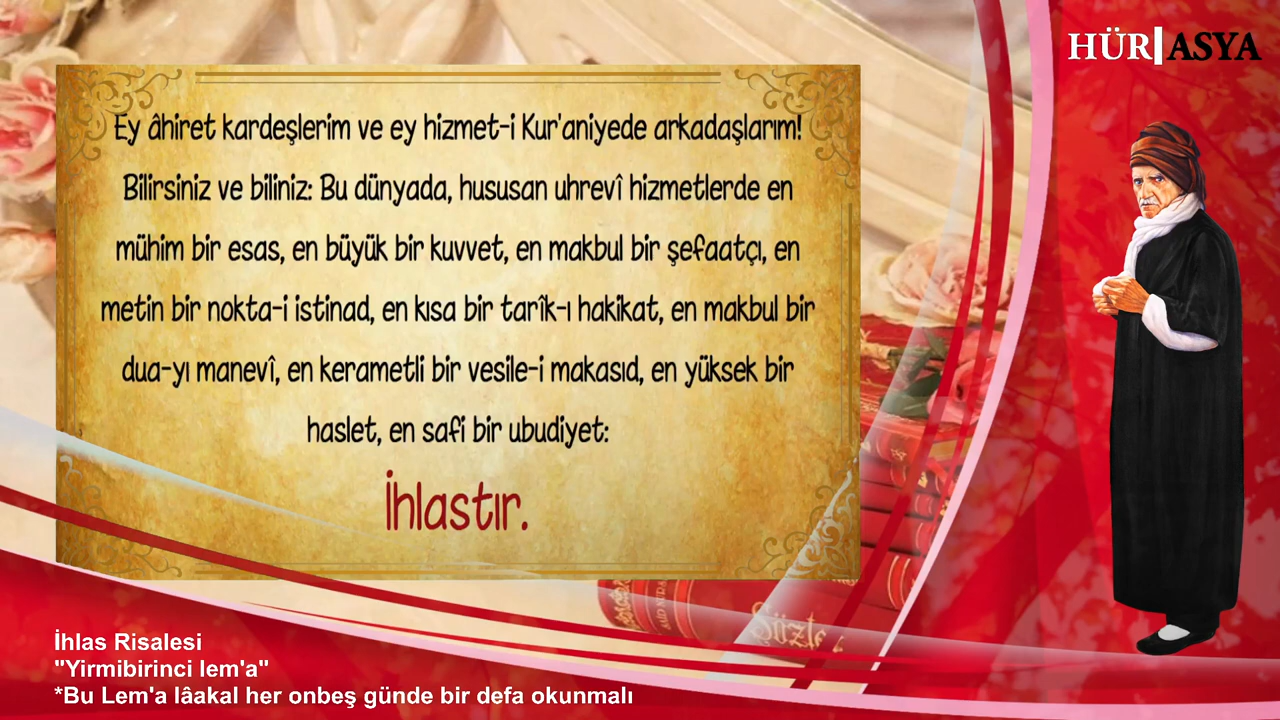 HÜR ASYA
Ey âhiret kardeşlerim ve ey hizmet-i Kur'aniyede arkadaşlarım!
Bilirsiniz ve biliniz: Bu dünyada, hususan uhrevî hizmetlerde en
mühim bir esas, en büyük bir kuvvet, en makbul bir şefaatçı, en
metin bir nokta-i istinad, en kısa bir tarîk-ı hakikat, en makbul bir
dua-yı manevî, en kerametli bir vesile-i makasıd, en yüksek bir
haslet, en safi bir ubudiyet:
İhlastır.
İhlas Risalesi
"Yirmibirinci lem'a"
*Bu Lem'a lâakal her onbeş günde bir defa okunmalı